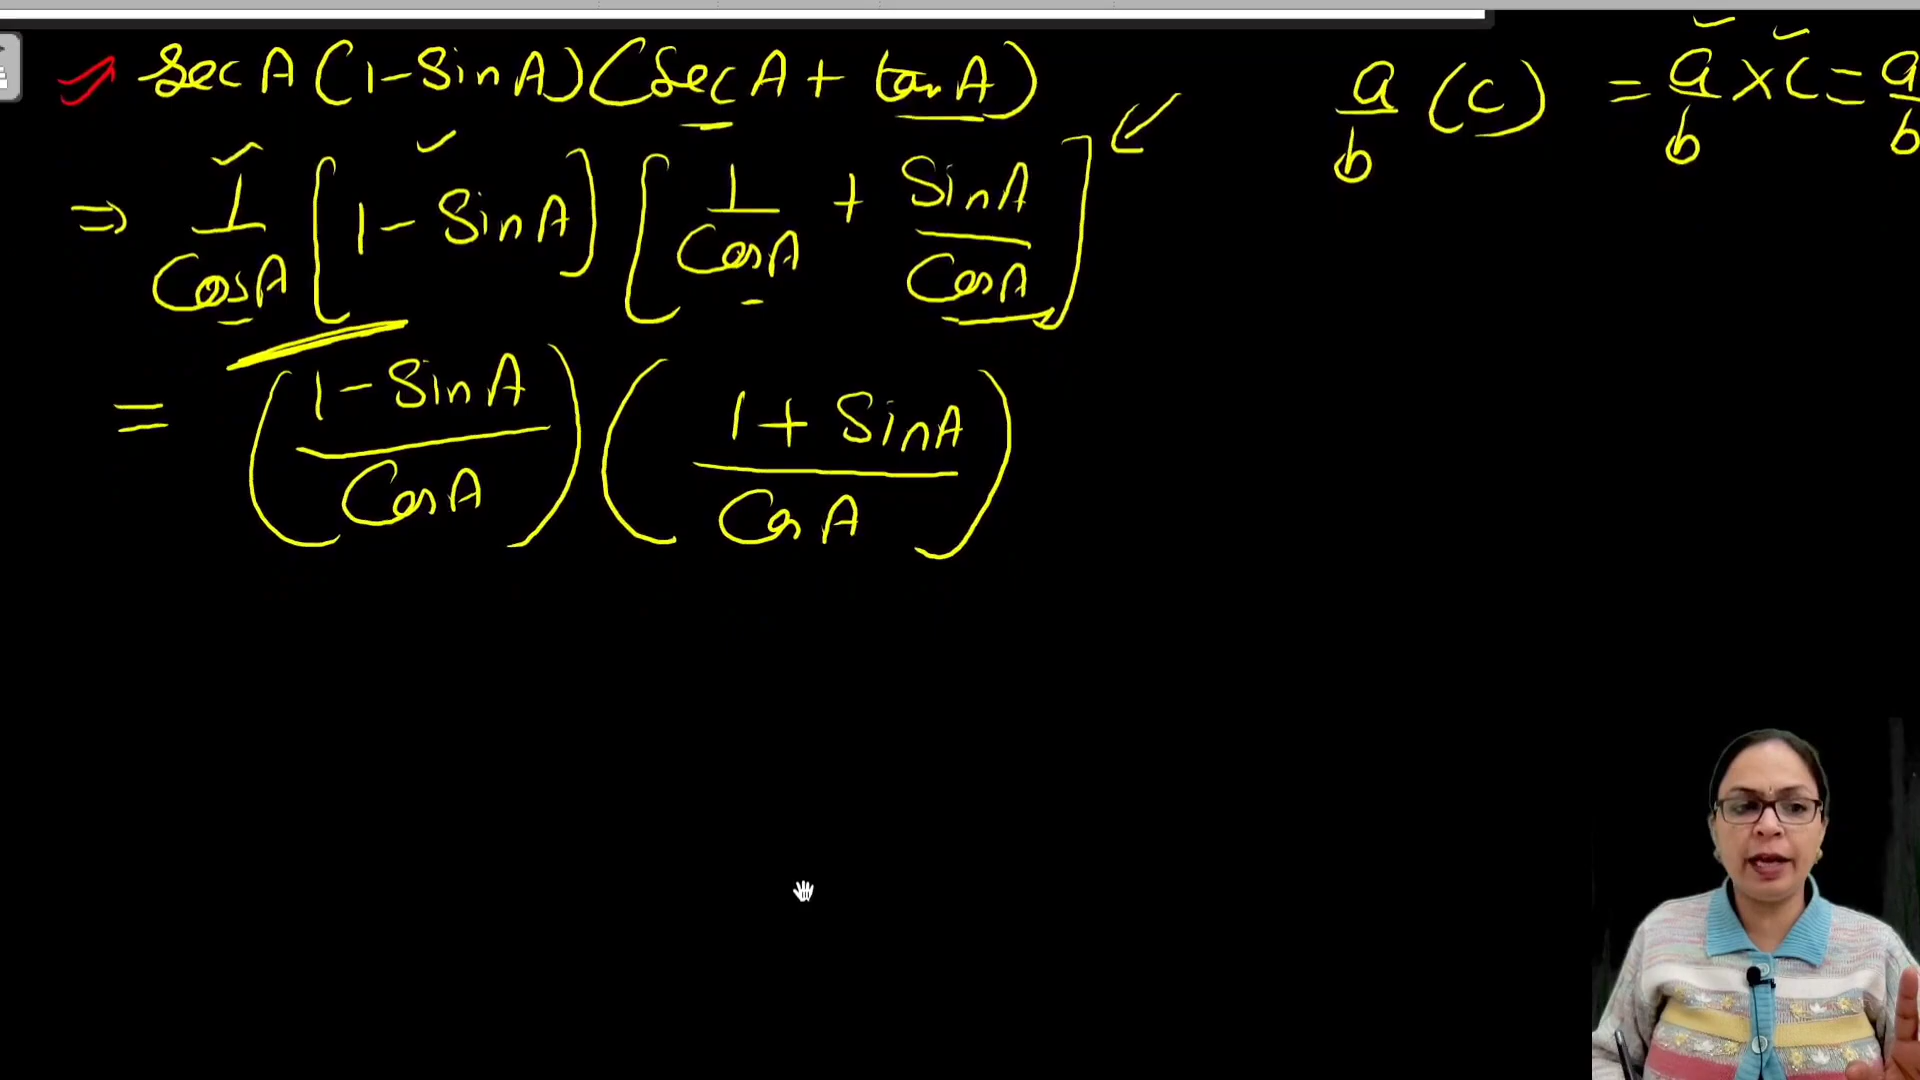 Sec A (1 - Sin A) (Sec A + tan A)
⇒ 1/Cos A [1 - Sin A] [1/Cos A + Sin A/Cos A]
= (1 - Sin A/Cos A) (1 + Sin A/Cos A)
a/b (c) = a/b × c = a/b